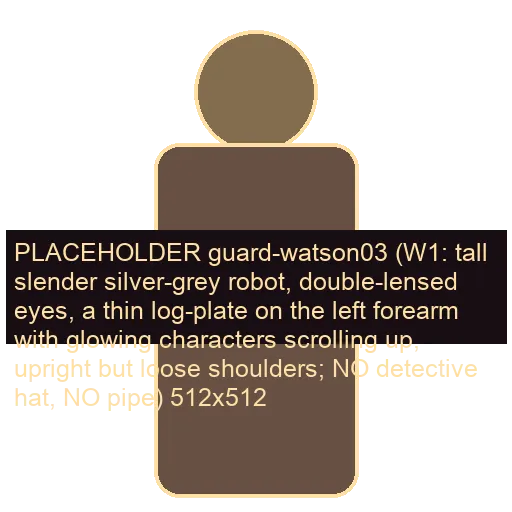 PLACEHOLDER guard-watson03 (W1: tall
slender silver-grey robot, double-lensed
eyes, a thin log-plate on the left forearm
with glowing characters scrolling up,
upright but loose shoulders; NO detective
hat, NO pipe) 512x512